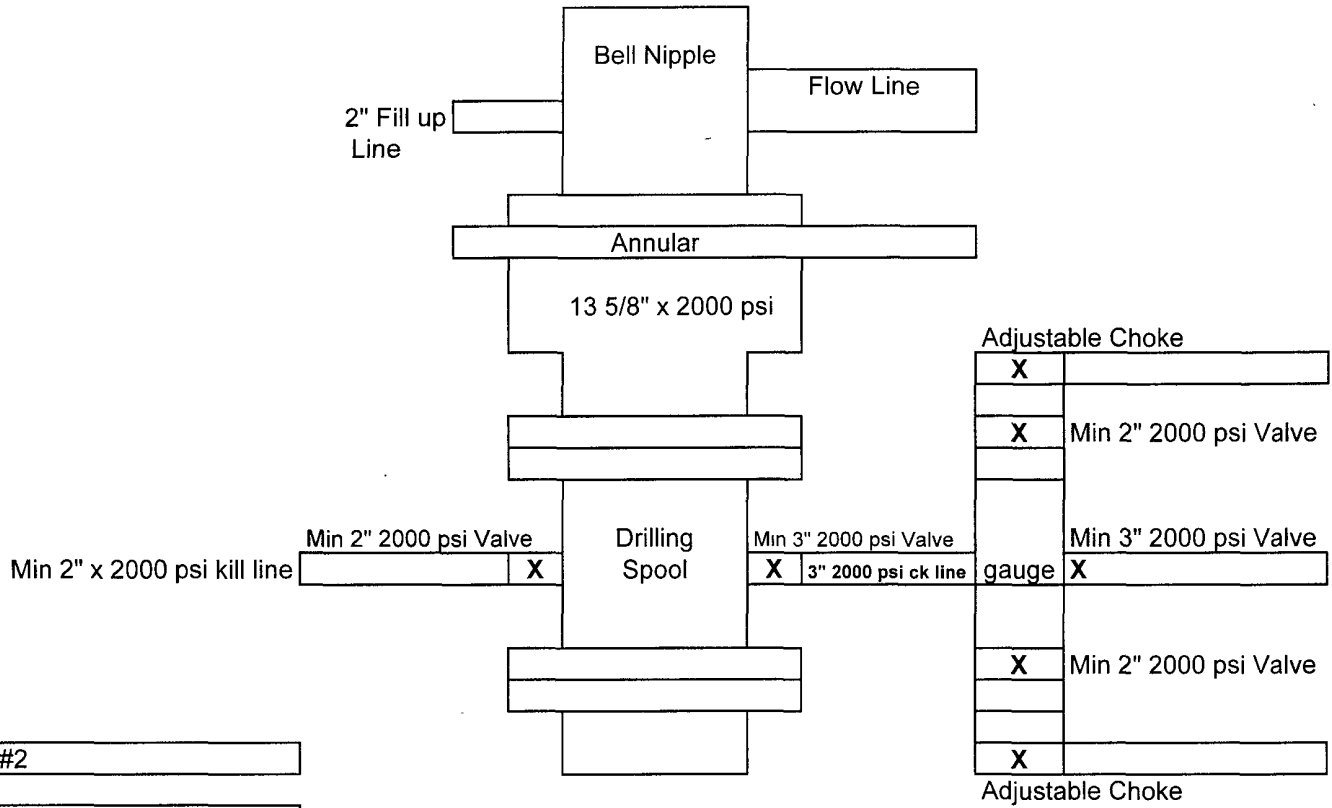 Bell Nipple
Flow Line
2" Fill up
Line
Annular
13 5/8" x 2000 psi
Adjustable Choke
X
X Min 2" 2000 psi Valve
Min 2" 2000 psi Valve
Drilling
Spool
Min 3" 2000 psi Valve
Min 3" 2000 psi Valve
Min 2" x 2000 psi kill line
X
X 3" 2000 psi ck line gauge X
X Min 2" 2000 psi Valve
#2
X
Adjustable Choke